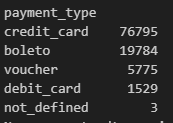 payment_type
credit_card    76795
boleto         19784
voucher         5775
debit_card      1529
not_defined        3